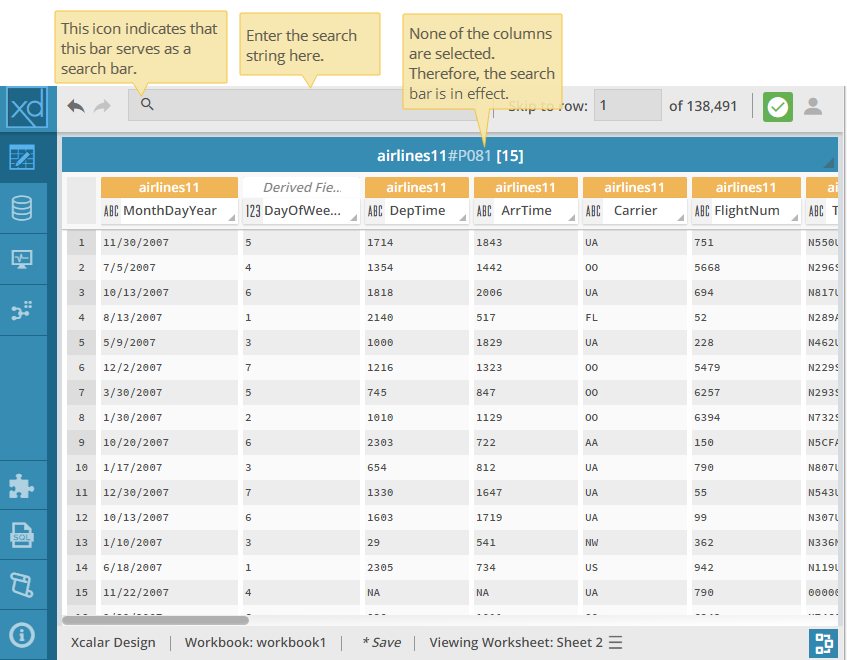 This icon indicates that
this bar serves as a
search bar.
Enter the search
string here.
None of the columns
are selected.
Therefore, the search
bar is in effect.
xd
Skip to row: 1 of 138,491
airlines11#P081 [15]
airlines11 Derived Fie... airlines11 airlines11 airlines11 airlines11
ABC MonthDayYear 123 DayOfWee... ABC DepTime ABC ArrTime ABC Carrier ABC FlightNum ABC
1 11/30/2007 5 1714 1843 UA 751 N550U
2 7/5/2007 4 1354 1442 OO 5668 N296S
3 10/13/2007 6 1818 2006 UA 694 N817U
4 8/13/2007 1 2140 517 FL 52 N289A
5 5/9/2007 3 1000 1829 UA 228 N462U
6 12/2/2007 7 1216 1323 OO 5479 N229S
7 3/30/2007 5 745 847 OO 6257 N293S
8 1/30/2007 2 1010 1129 OO 6394 N732S
9 10/20/2007 6 2303 722 AA 150 N5CFA
10 1/17/2007 3 654 812 UA 790 N807U
11 12/30/2007 7 1330 1647 UA 55 N543U
12 10/13/2007 6 1603 1719 UA 99 N307U
13 1/10/2007 3 29 541 NW 362 N336N
14 6/18/2007 1 2305 734 US 942 N119U
15 11/22/2007 4 NA NA UA 790 00000
SQL
Xcalar Design Workbook: workbook1 * Save Viewing Worksheet: Sheet 2